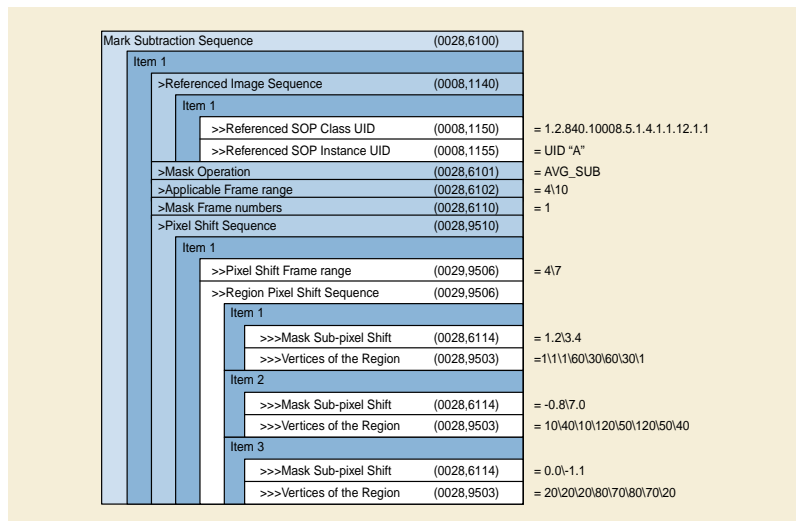 Mark Subtraction Sequence (0028,6100)
Item 1
>Referenced Image Sequence (0008,1140)
Item 1
>>Referenced SOP Class UID (0008,1150) = 1.2.840.10008.5.1.4.1.1.12.1.1
>>Referenced SOP Instance UID (0008,1155) = UID “A”
>Mask Operation (0028,6101) = AVG_SUB
>Applicable Frame range (0028,6102) = 4\10
>Mask Frame numbers (0028,6110) = 1
>Pixel Shift Sequence (0028,9510)
Item 1
>>Pixel Shift Frame range (0029,9506) = 4\7
>>Region Pixel Shift Sequence (0029,9506)
Item 1
>>>Mask Sub-pixel Shift (0028,6114) = 1.2\3.4
>>>Vertices of the Region (0028,9503) =1\1\1\60\30\60\30\1
Item 2
>>>Mask Sub-pixel Shift (0028,6114) = -0.8\7.0
>>>Vertices of the Region (0028,9503) = 10\40\10\120\50\120\50\40
Item 3
>>>Mask Sub-pixel Shift (0028,6114) = 0.0\-1.1
>>>Vertices of the Region (0028,9503) = 20\20\20\80\70\80\70\20